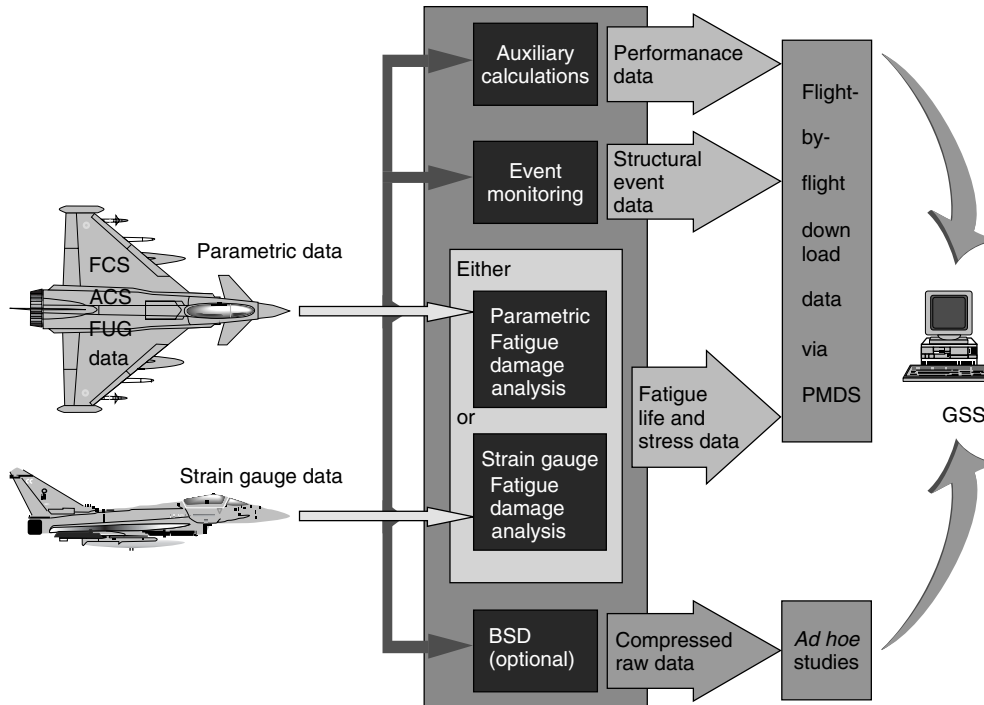 Auxiliary
calculations
Performanace
data
Event
monitoring
Structural
event
data
Parametric data
FCS
ACS
FUG
data
Either
Parametric
Fatigue
damage
analysis
or
Strain gauge data
Strain gauge
Fatigue
damage
analysis
Fatigue
life and
stress data
BSD
(optional)
Compressed
raw data
Flight-
by-
flight
down
load
data
via
PMDS
Ad hoe
studies
GSS